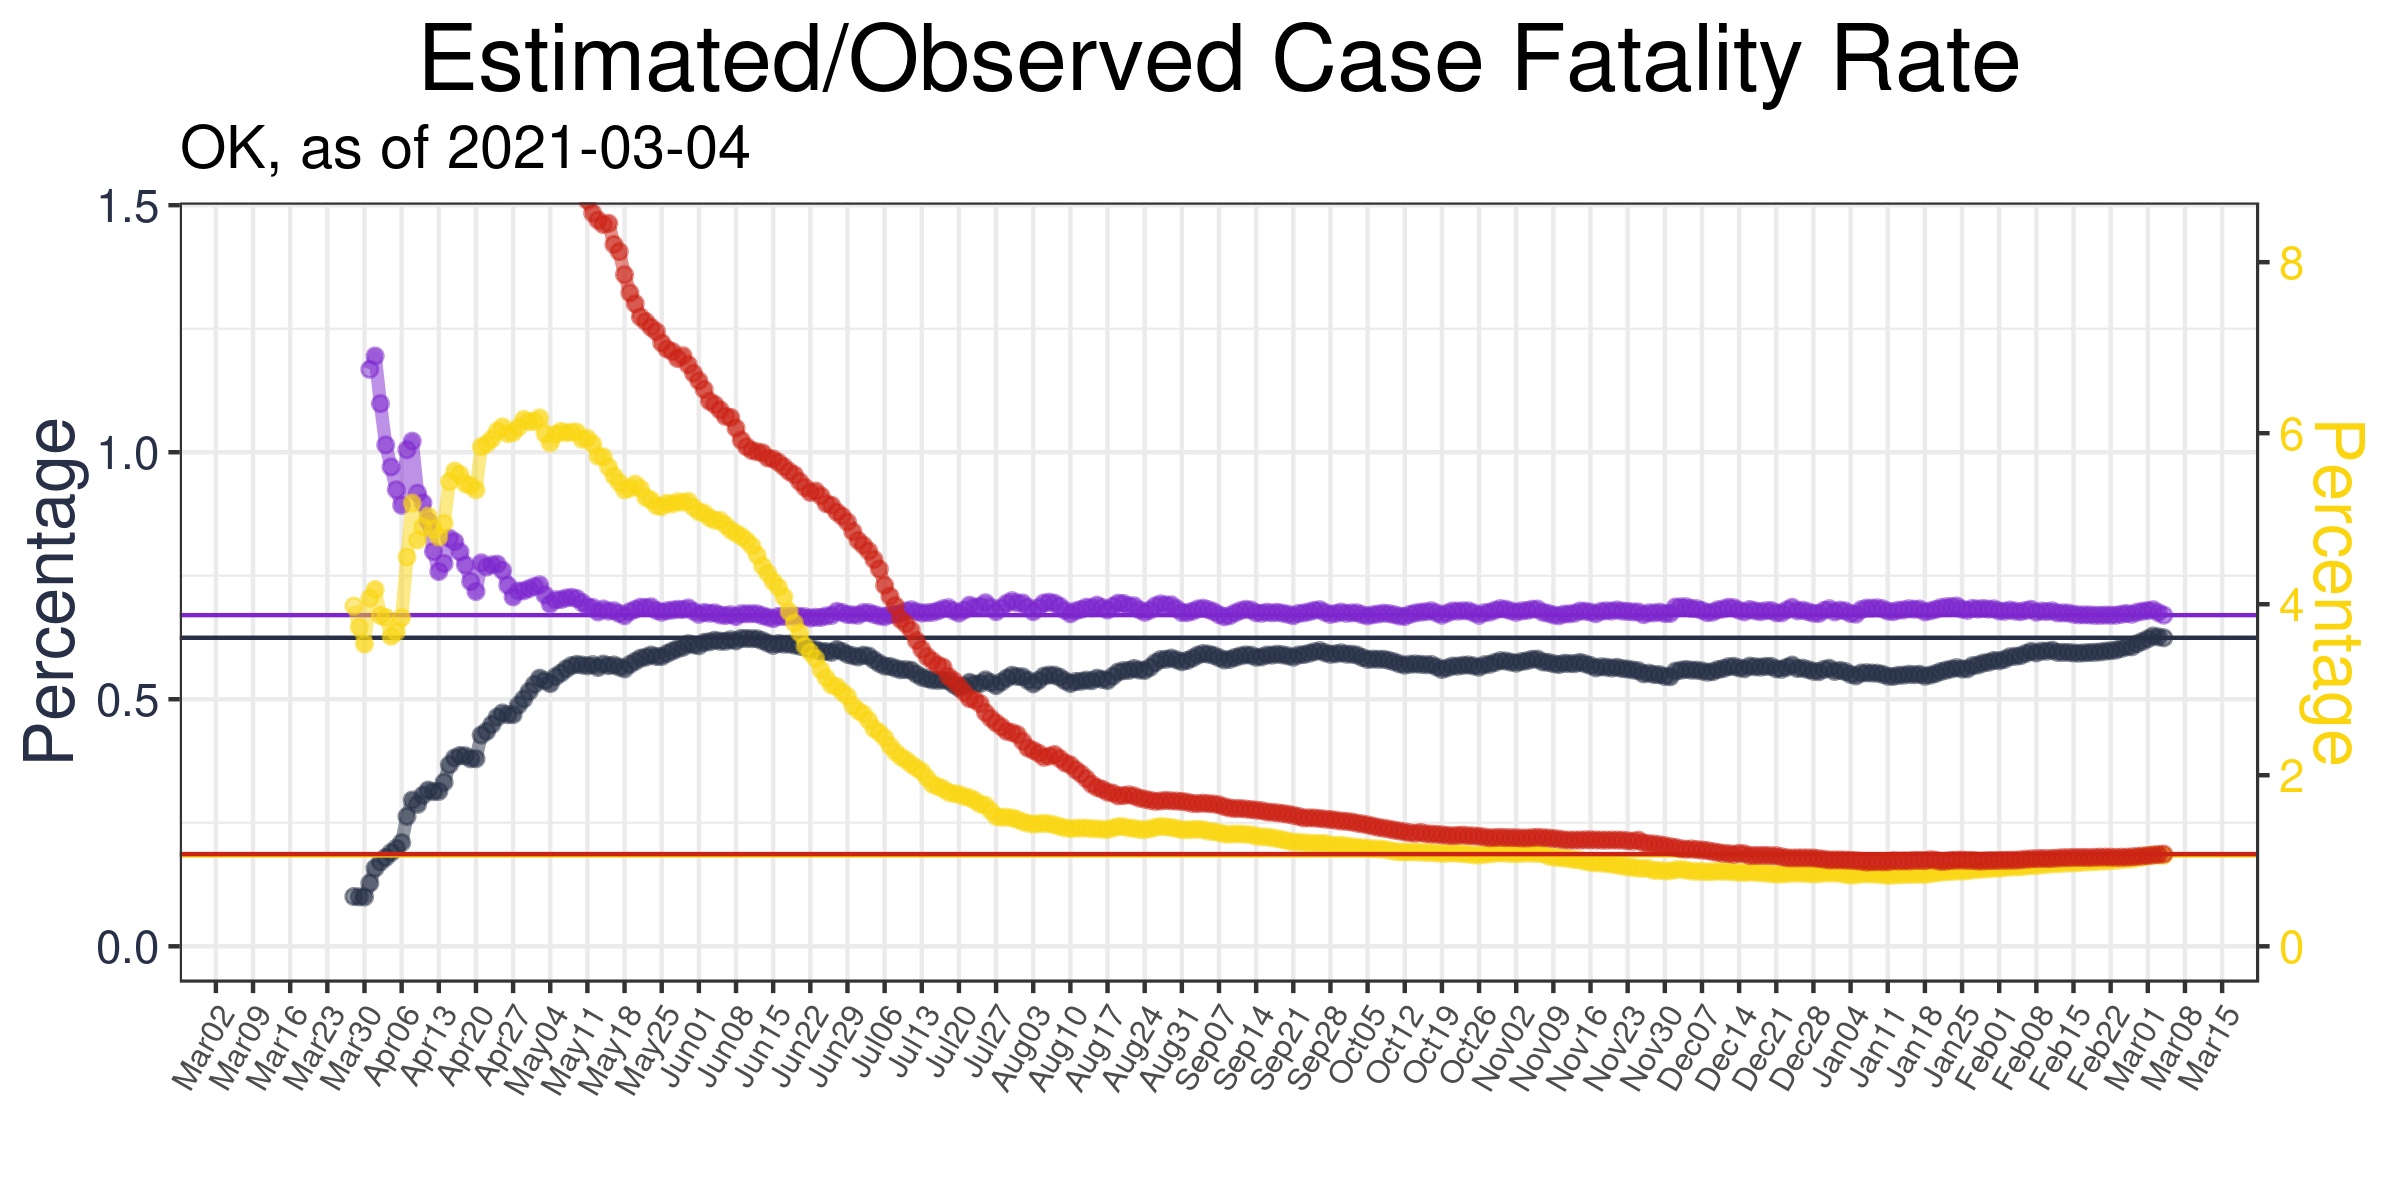 Estimated/Observed Case Fatality Rate
OK, as of 2021-03-04
Percentage
1.5
1.0
0.5
0.0
8
6
4
2
0
Percentage
Mar02
Mar09
Mar16
Mar23
Mar30
Apr06
Apr13
Apr20
Apr27
May04
May11
May18
May25
Jun01
Jun08
Jun15
Jun22
Jun29
Jul06
Jul13
Jul20
Jul27
Aug03
Aug10
Aug17
Aug24
Aug31
Sep07
Sep14
Sep21
Sep28
Oct05
Oct12
Oct19
Oct26
Nov02
Nov09
Nov16
Nov23
Nov30
Dec07
Dec14
Dec21
Dec28
Jan04
Jan11
Jan18
Jan25
Feb01
Feb08
Feb15
Feb22
Mar01
Mar08
Mar15